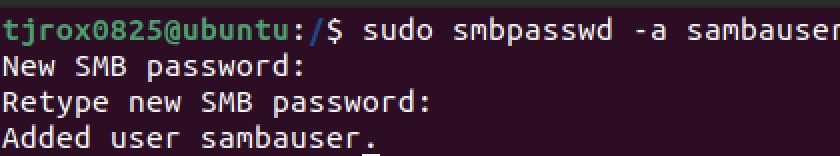 tjrox0825@ubuntu:/$ sudo smbpasswd -a sambauser
New SMB password:
Retype new SMB password:
Added user sambauser.